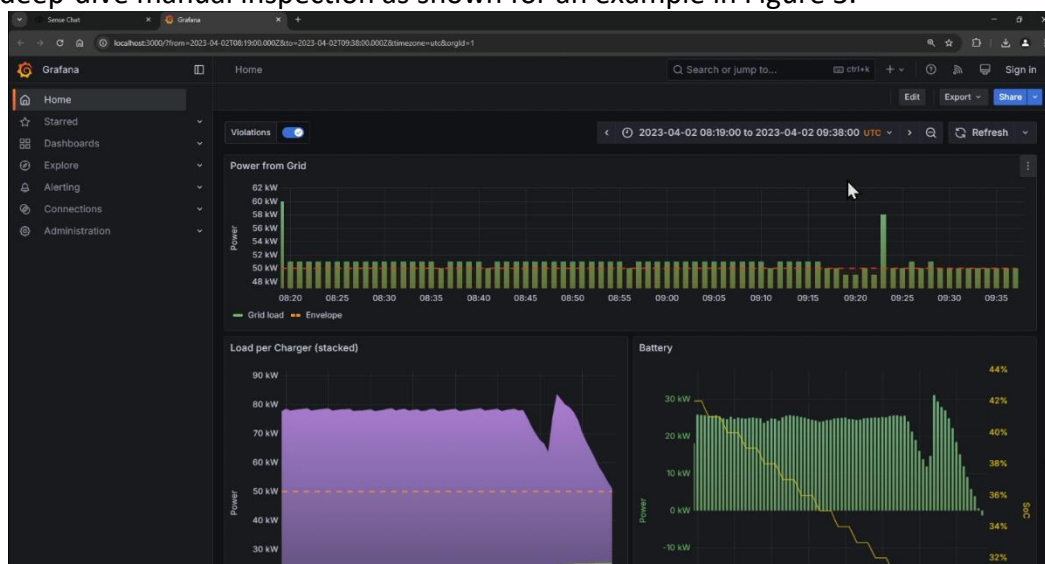 deep-dive manual inspection as shown for an example in Figure 5.
Sense Chat × Grafana × +
localhost:3000/?from=2023-04-02T08:19:00.000Z&to=2023-04-02T09:38:00.000Z&timezone=utc&orgId=1
Grafana Home Search or jump to... ctrl+k + Sign in
Home Edit Export Share
Starred
Dashboards
Explore
Alerting
Connections
Administration
Violations 2023-04-02 08:19:00 to 2023-04-02 09:38:00 UTC Refresh
Power from Grid
62 kW
60 kW
58 kW
56 kW
54 kW
52 kW
50 kW
48 kW
Power
08:20 08:25 08:30 08:35 08:40 08:45 08:50 08:55 09:00 09:05 09:10 09:15 09:20 09:25 09:30 09:35
Grid load Envelope
Load per Charger (stacked)
90 kW
80 kW
70 kW
60 kW
50 kW
40 kW
30 kW
Power
Battery
30 kW
20 kW
10 kW
0 kW
-10 kW
Power
44%
42%
40%
38%
36%
34%
32%
SoC